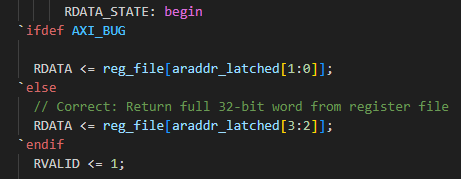 RDATA_STATE: begin
`ifdef AXI_BUG
RDATA <= reg_file[araddr_latched[1:0]];
`else
// Correct: Return full 32-bit word from register file
RDATA <= reg_file[araddr_latched[3:2]];
`endif
RVALID <= 1;